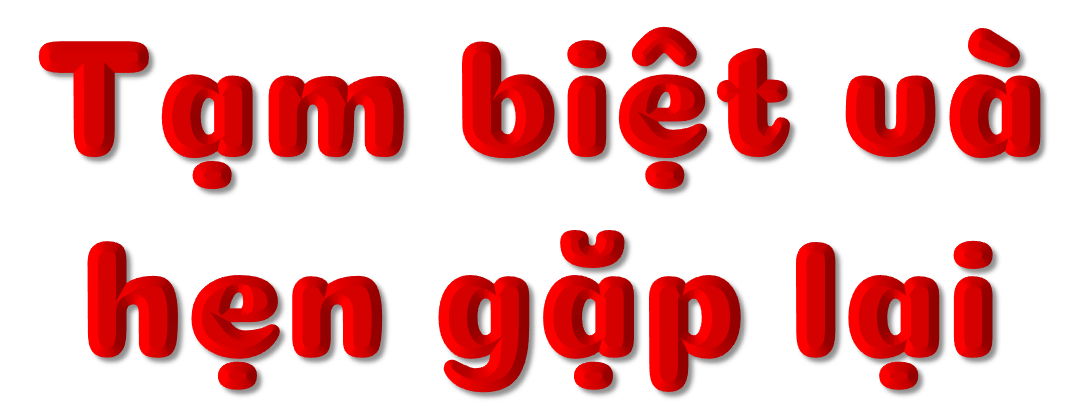 Tạm biệt và
hẹn gặp lại